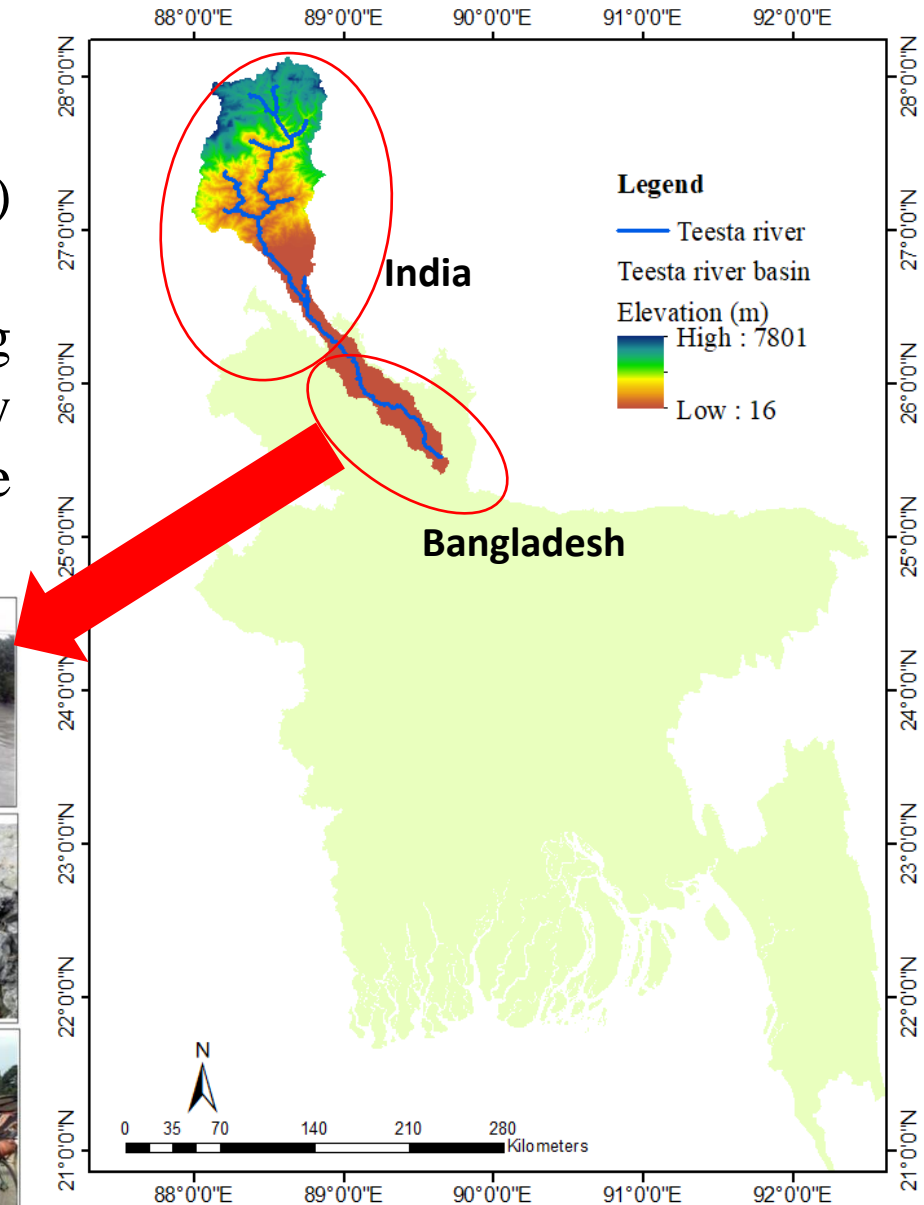 88°0'0"E 89°0'0"E 90°0'0"E 91°0'0"E 92°0'0"E
28°0'0"N 28°0'0"N
)
Legend
Teesta river
27°0'0"N 27°0'0"N
India
Teesta river basin
Elevation (m)
g
High : 7801
y
26°0'0"N 26°0'0"N
Low : 16
e
25°0'0"N 25°0'0"N
Bangladesh
24°0'0"N 24°0'0"N
23°0'0"N 23°0'0"N
22°0'0"N 22°0'0"N
N
0 35 70 140 210 280
Kilometers
21°0'0"N 21°0'0"N
88°0'0"E 89°0'0"E 90°0'0"E 91°0'0"E 92°0'0"E